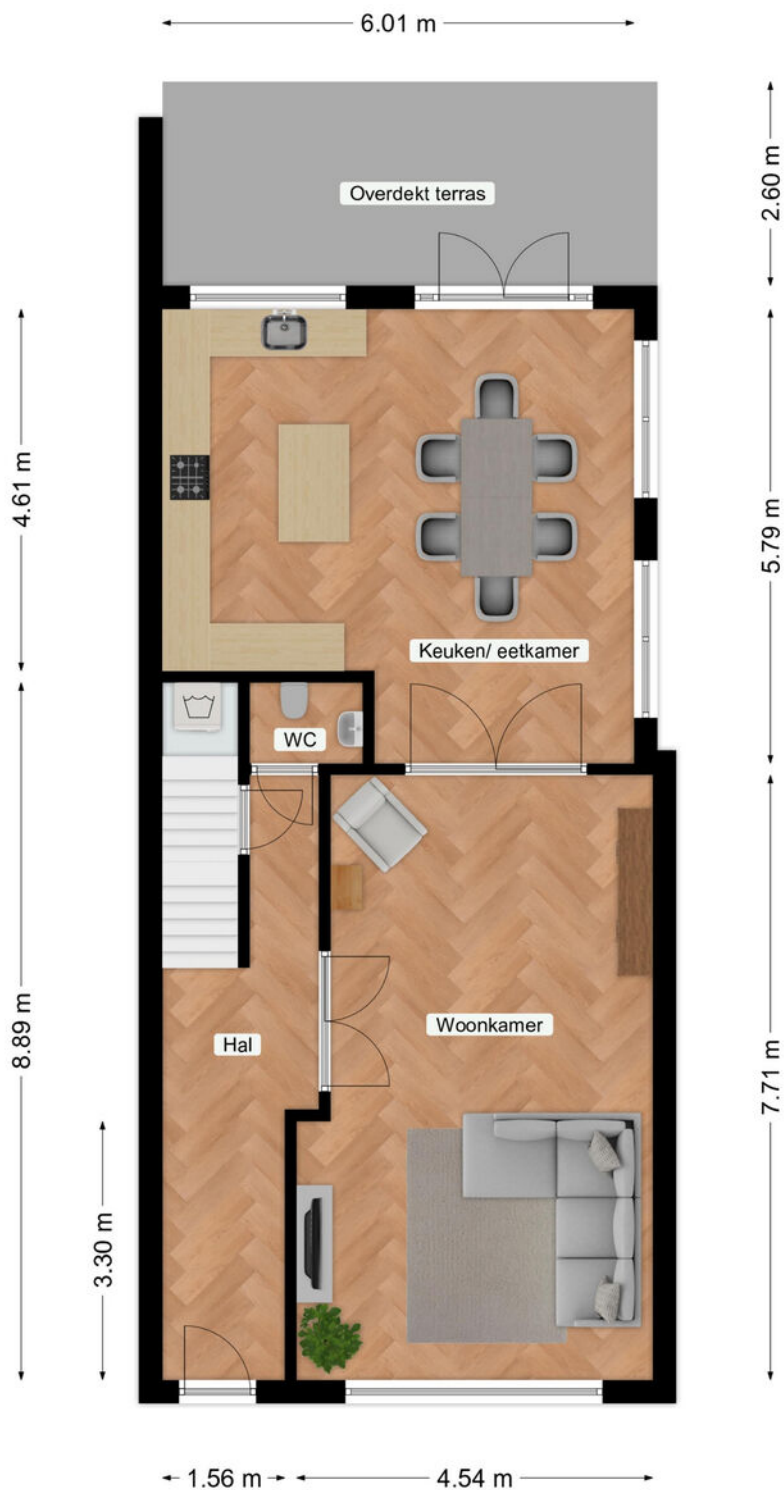 6.01 m
2.60 m
Overdekt terras
4.61 m
5.79 m
Keuken/ eetkamer
WC
8.89 m
Hal
Woonkamer
7.71 m
3.30 m
1.56 m
4.54 m